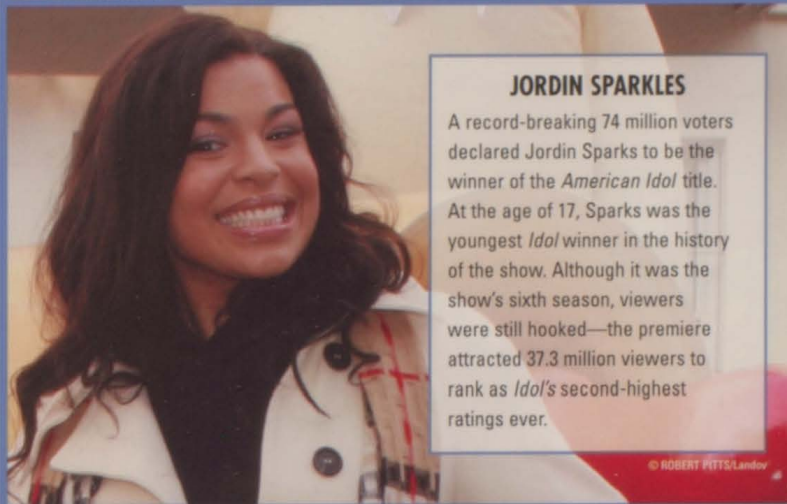 JORDIN SPARKLES
A record-breaking 74 million voters
declared Jordin Sparks to be the
winner of the American Idol title.
At the age of 17, Sparks was the
youngest Idol winner in the history
of the show. Although it was the
show's sixth season, viewers
were still hooked—the premiere
attracted 37.3 million viewers to
rank as Idol's second-highest
ratings ever.
© ROBERT PITTS/Landov